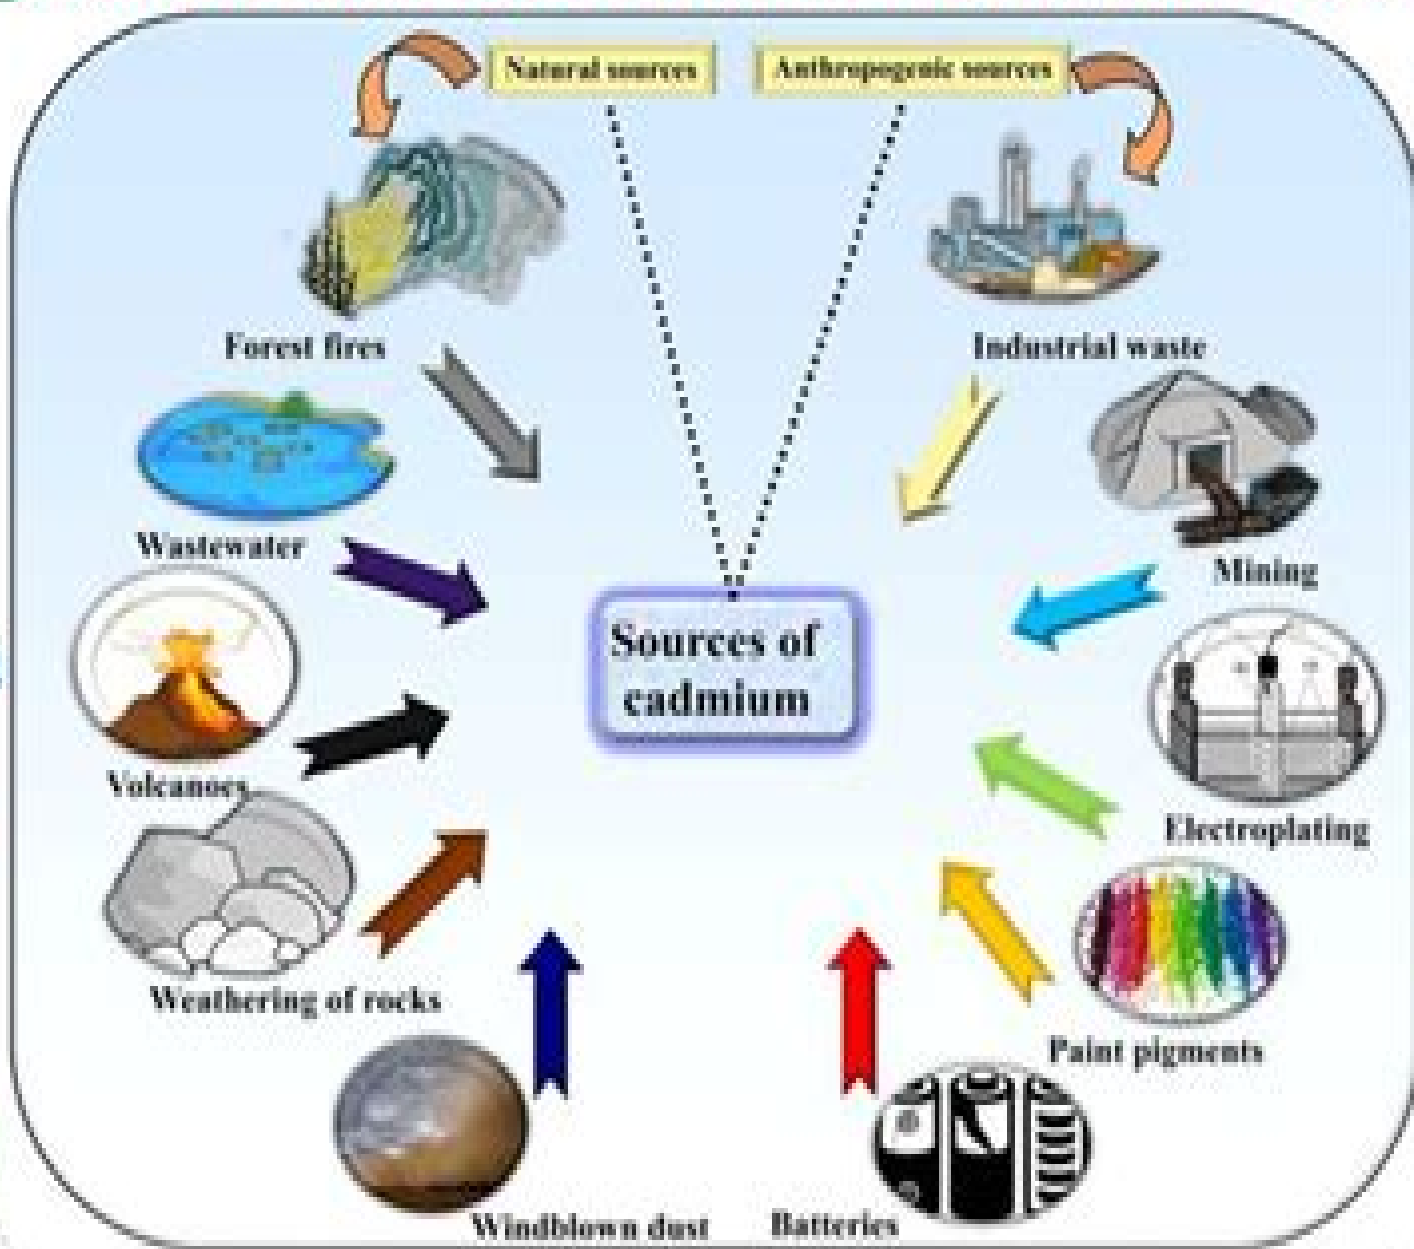 Natural sources
Anthropogenic sources
Forest fires
Industrial waste
Wastewater
Mining
Sources of
cadmium
Volcanoes
Electroplating
Weathering of rocks
Paint pigments
Windblown dust
Batteries